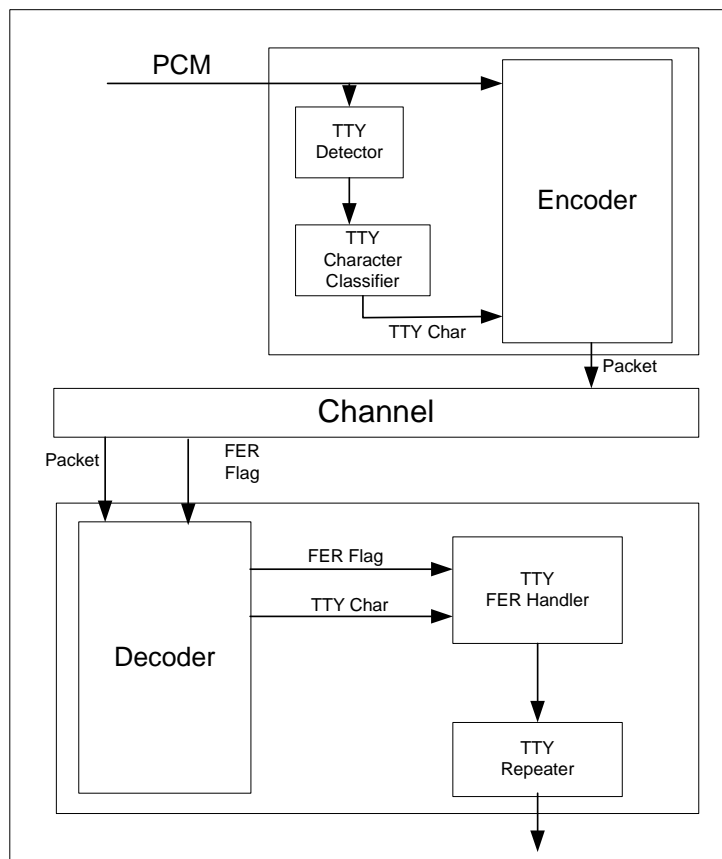 PCM
TTY
Detector
Encoder
TTY
Character
Classifier
TTY Char
Packet
Channel
Packet
FER
Flag
FER Flag
TTY
FER Handler
TTY Char
Decoder
TTY
Repeater